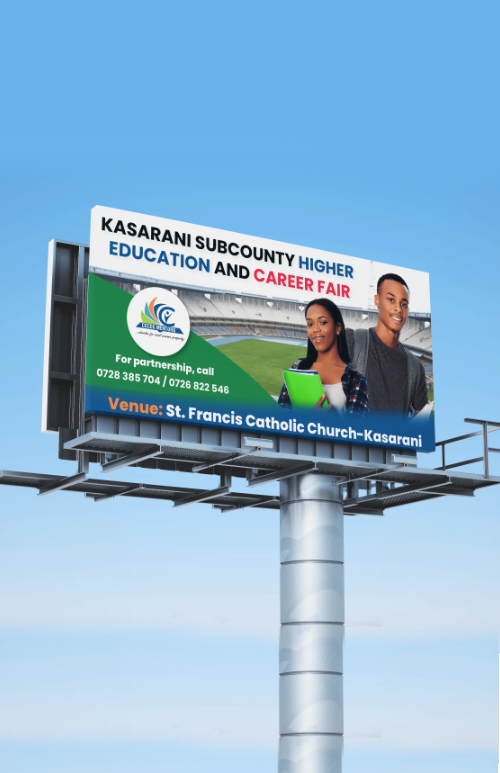 KASARANI SUBCOUNTY HIGHER
EDUCATION AND CAREER FAIR
For partnership, call
0728 385 704 / 0726 822 546
Venue: St. Francis Catholic Church-Kasarani